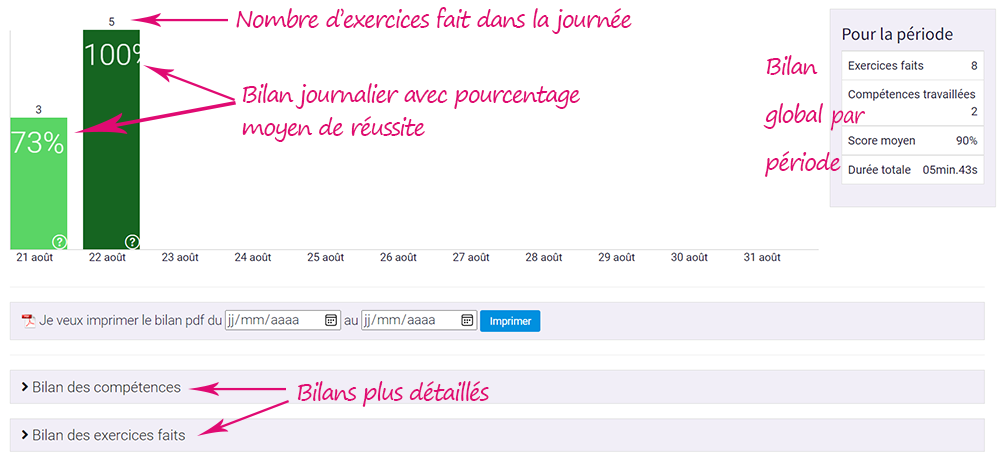 5
Nombre d'exercices fait dans la journée
100%
Bilan journalier avec pourcentage
moyen de réussite
3
73%
?
?
21 août 22 août 23 août 24 août 25 août 26 août 27 août 28 août 29 août 30 août 31 août
Bilan
global par
période
Pour la période
Exercices faits 8
Compétences travaillées
2
Score moyen 90%
Durée totale 05min.43s
Je veux imprimer le bilan pdf du jj/mm/aaaa au jj/mm/aaaa Imprimer
Bilan des compétences
Bilans plus détaillés
Bilan des exercices faits